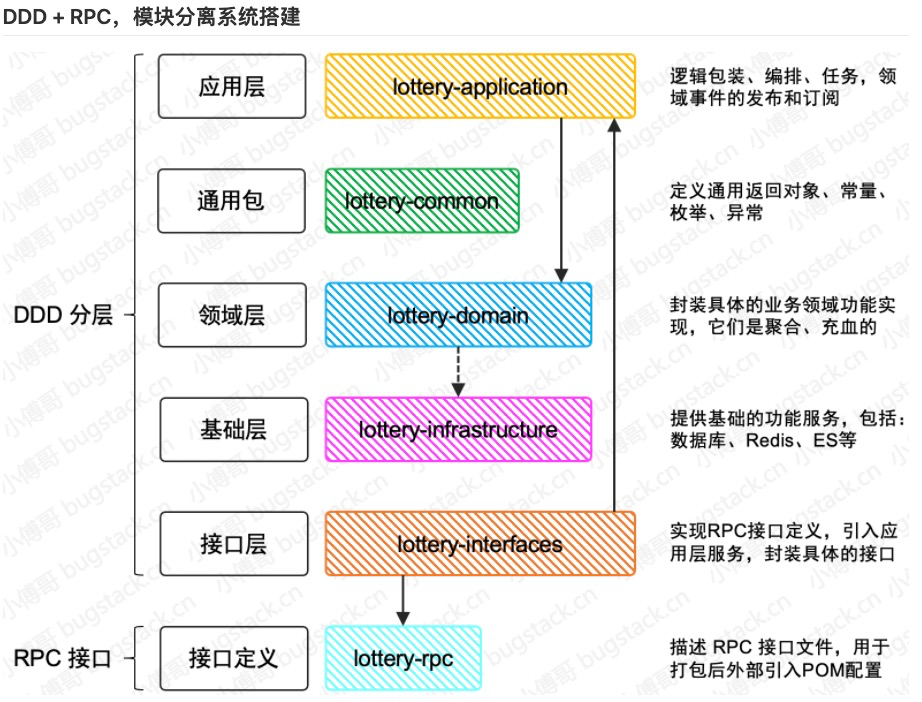 DDD + RPC，模块分离系统搭建
应用层
lottery-application
逻辑包装、编排、任务，领
域事件的发布和订阅
通用包
lottery-common
定义通用返回对象、常量、
枚举、异常
DDD 分层
领域层
lottery-domain
封装具体的业务领域功能实
现，它们是聚合、充血的
基础层
lottery-infrastructure
提供基础的功能服务，包括：
数据库、Redis、ES等
接口层
lottery-interfaces
实现RPC接口定义，引入应
用层服务，封装具体的接口
RPC 接口
接口定义
lottery-rpc
描述 RPC 接口文件，用于
打包后外部引入POM配置
小傅哥 bugstack.cn